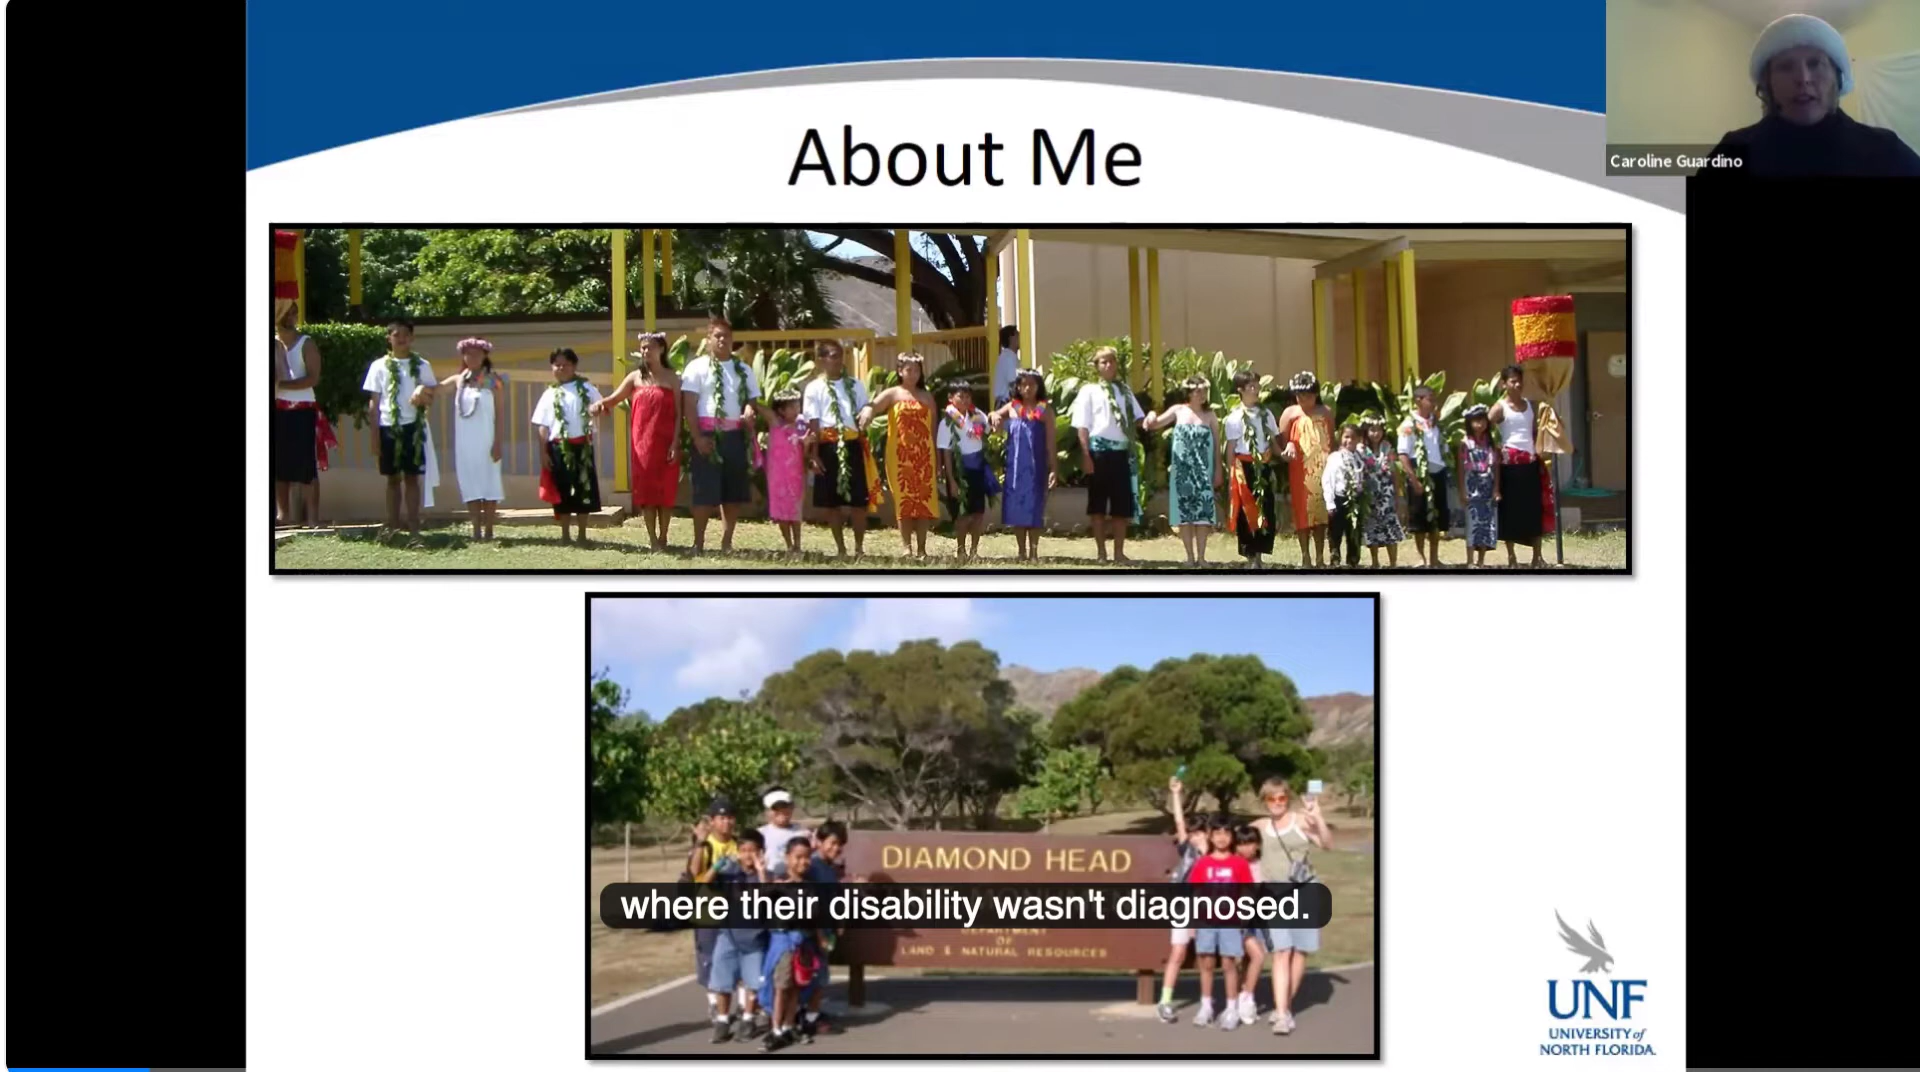 About Me
Caroline Guardino
DIAMOND HEAD
where their disability wasn't diagnosed.
DEPARTMENT
OF
LAND & NATURAL RESOURCES
UNF
UNIVERSITY of
NORTH FLORIDA.